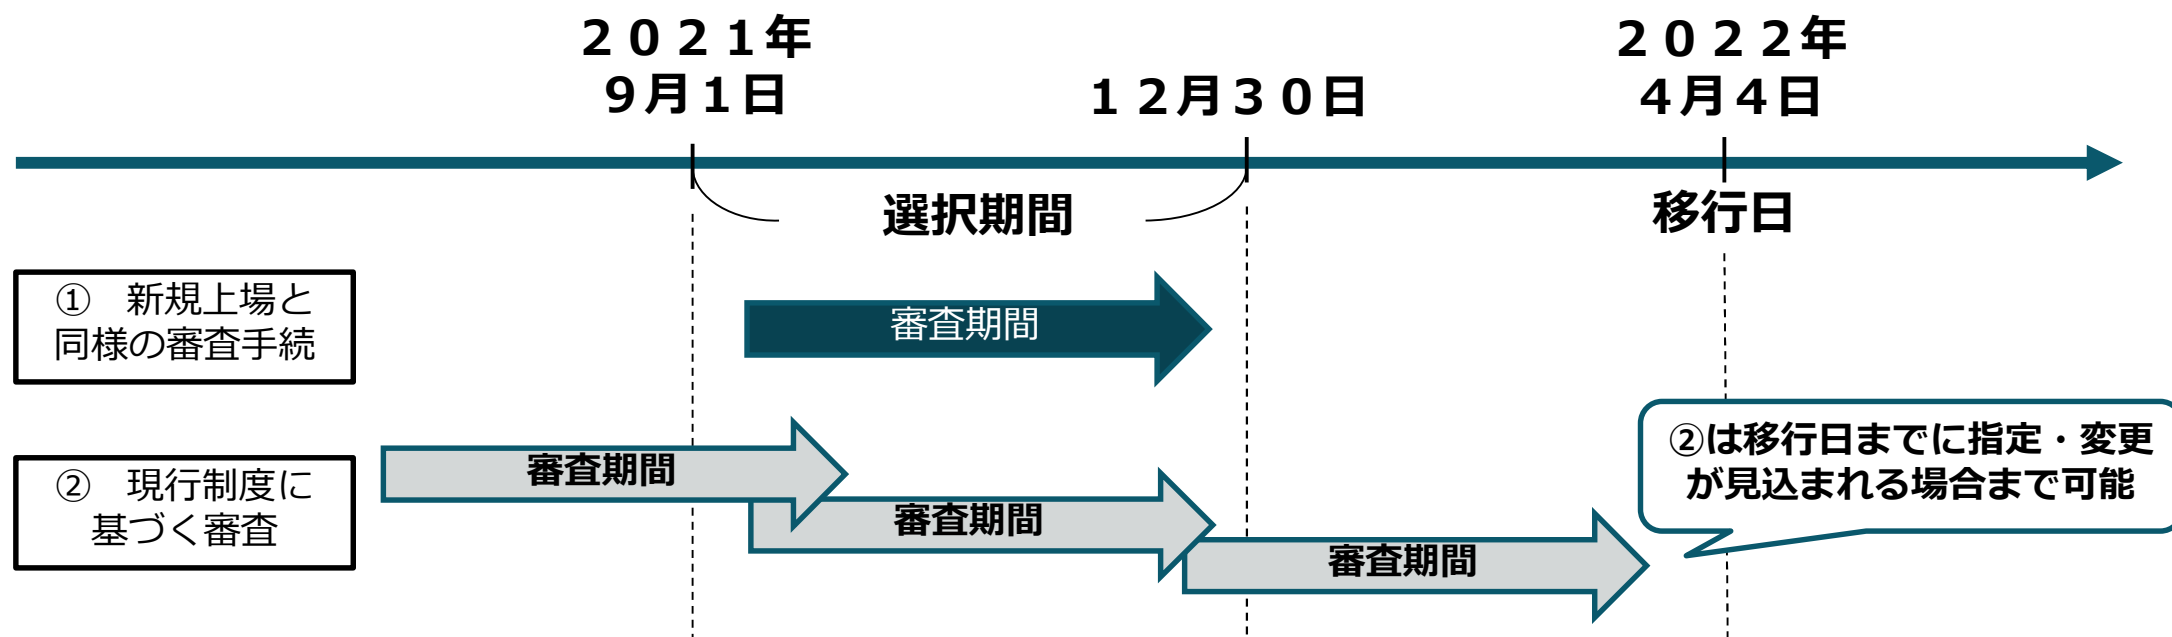 ２０２１年
９月１日
１２月３０日
２０２２年
４月４日
選択期間
移行日
①　新規上場と
同様の審査手続
審査期間
②　現行制度に
基づく審査
審査期間
審査期間
審査期間
②は移行日までに指定・変更
が見込まれる場合まで可能